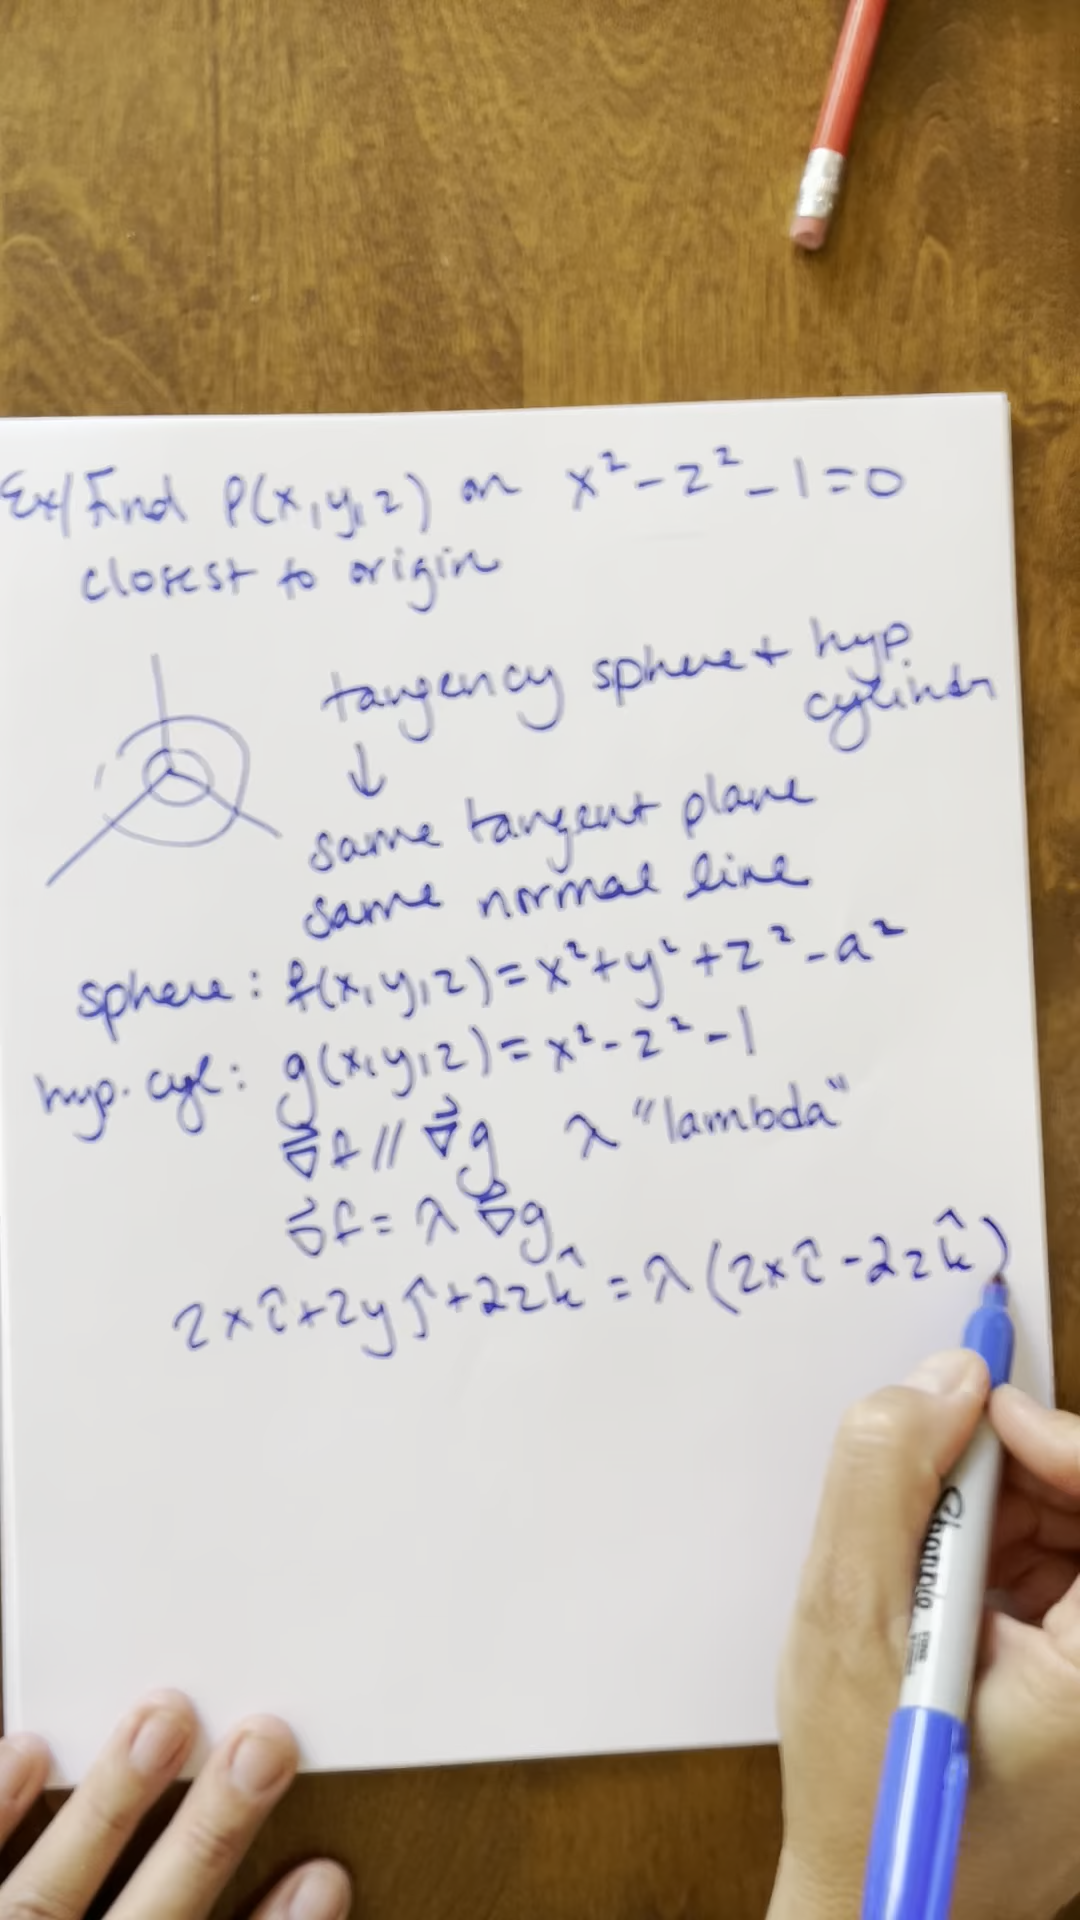 Ex/ Find P(x,y,z) on x² - z² - 1 = 0
closest to origin
tangency sphere + hyp
cylinder
↓
same tangent plane
same normal line
sphere: f(x,y,z) = x² + y² + z² - a²
hyp. cyl: g(x,y,z) = x² - z² - 1
∇⃗f // ∇⃗g λ "lambda"
∇⃗f = λ ∇⃗g
2xî + 2yĵ + 2zk̂ = λ(2xî - 2zk̂)
Sharpie
FINE